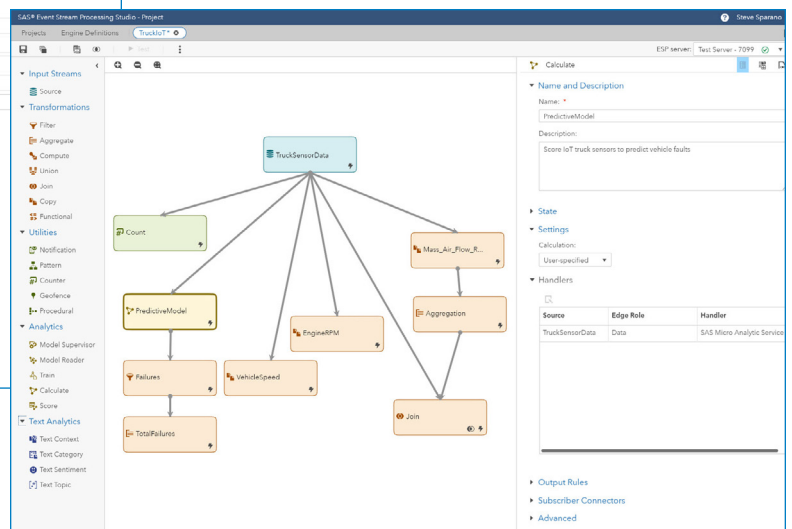 SAS® Event Stream Processing Studio - Project
Steve Sparano
Projects Engine Definitions TruckIoT*
Test
ESP server: Test Server - 7099
Input Streams
Source
Transformations
Filter
Aggregate
Compute
Union
Join
Copy
Functional
Utilities
Notification
Pattern
Counter
Geofence
Procedural
Analytics
Model Supervisor
Model Reader
Train
Calculate
Score
Text Analytics
Text Context
Text Category
Text Sentiment
Text Topic
TruckSensorData
Count
Mass_Air_Flow_R...
PredictiveModel
Aggregation
EngineRPM
Failures
VehicleSpeed
Join
TotalFailures
Calculate
Name and Description
Name: *
PredictiveModel
Description:
Score IoT truck sensors to predict vehicle faults
State
Settings
Calculation:
User-specified
Handlers
Source Edge Role Handler
TruckSensorData Data SAS Micro Analytic Service
Output Rules
Subscriber Connectors
Advanced